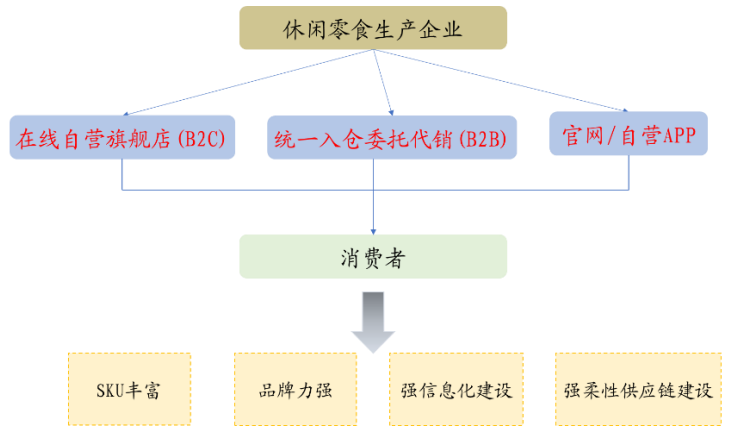 休闲零食生产企业
在线自营旗舰店(B2C)
统一入仓委托代销(B2B)
官网/自营APP
消费者
SKU丰富
品牌力强
强信息化建设
强柔性供应链建设